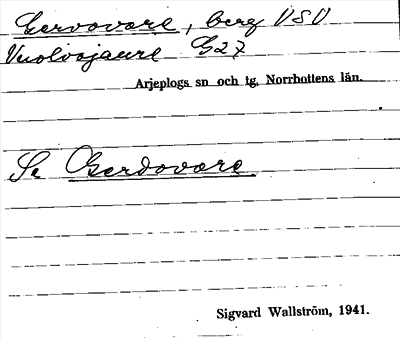 Gervovare, berg VSV
Vuolvojaure G27
Arjeplogs sn och tg. Norrbottens län.
Se Gerdovare
Sigvard Wallström, 1941.